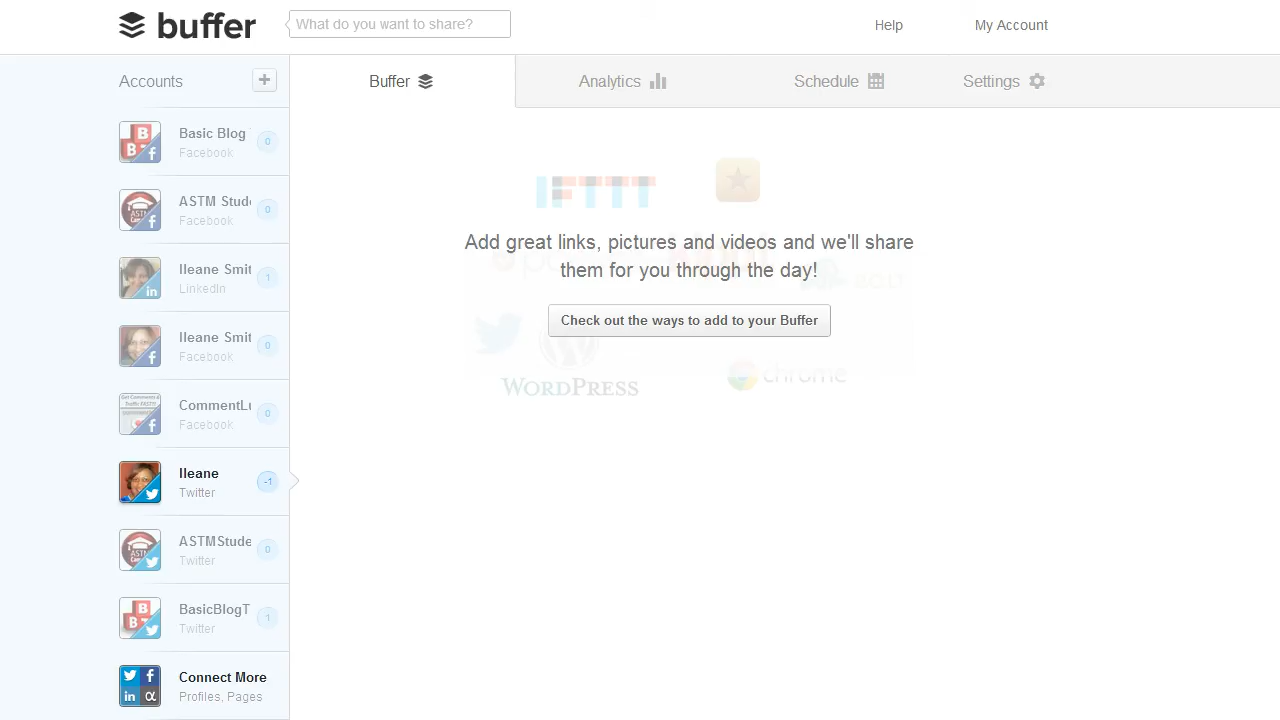 buffer
What do you want to share?
Help
My Account
Accounts
+
Buffer
Analytics
Schedule
Settings
Basic Blog
Facebook
0
ASTM Stud
Facebook
0
Ileane Smit
LinkedIn
1
Ileane Smit
Facebook
0
CommentLu
Facebook
0
Ileane
Twitter
-1
ASTMStude
Twitter
0
BasicBlogT
Twitter
1
Connect More
Profiles, Pages
IFTTT
Add great links, pictures and videos and we'll share
them for you through the day!
Check out the ways to add to your Buffer
WORDPRESS
chrome